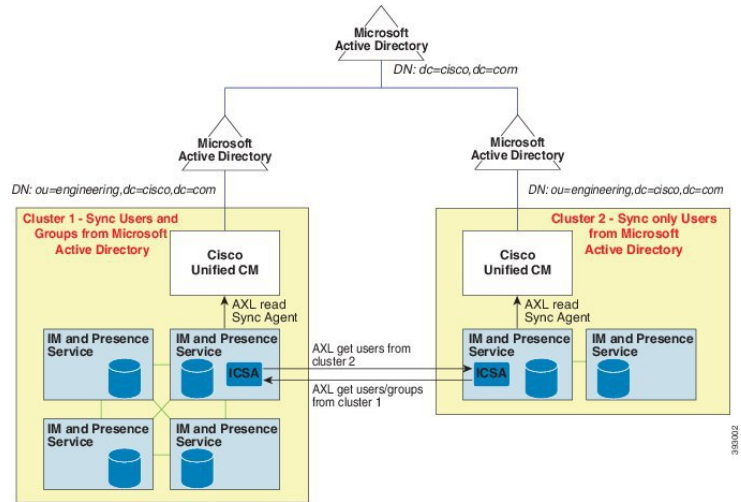 Microsoft
Active Directory
DN: dc=cisco,dc=com
Microsoft
Active Directory
Microsoft
Active Directory
DN: ou=engineering,dc=cisco,dc=com
DN: ou=engineering,dc=cisco,dc=com
Cluster 1 - Sync Users and
Groups from Microsoft
Active Directory
Cisco
Unified CM
AXL read
Sync Agent
IM and Presence
Service
IM and Presence
Service
ICSA
IM and Presence
Service
IM and Presence
Service
AXL get users from
cluster 2
AXL get users/groups
from cluster 1
Cluster 2 - Sync only Users
from Microsoft
Active Directory
Cisco
Unified CM
AXL read
Sync Agent
IM and Presence
Service
ICSA
IM and Presence
Service
393002